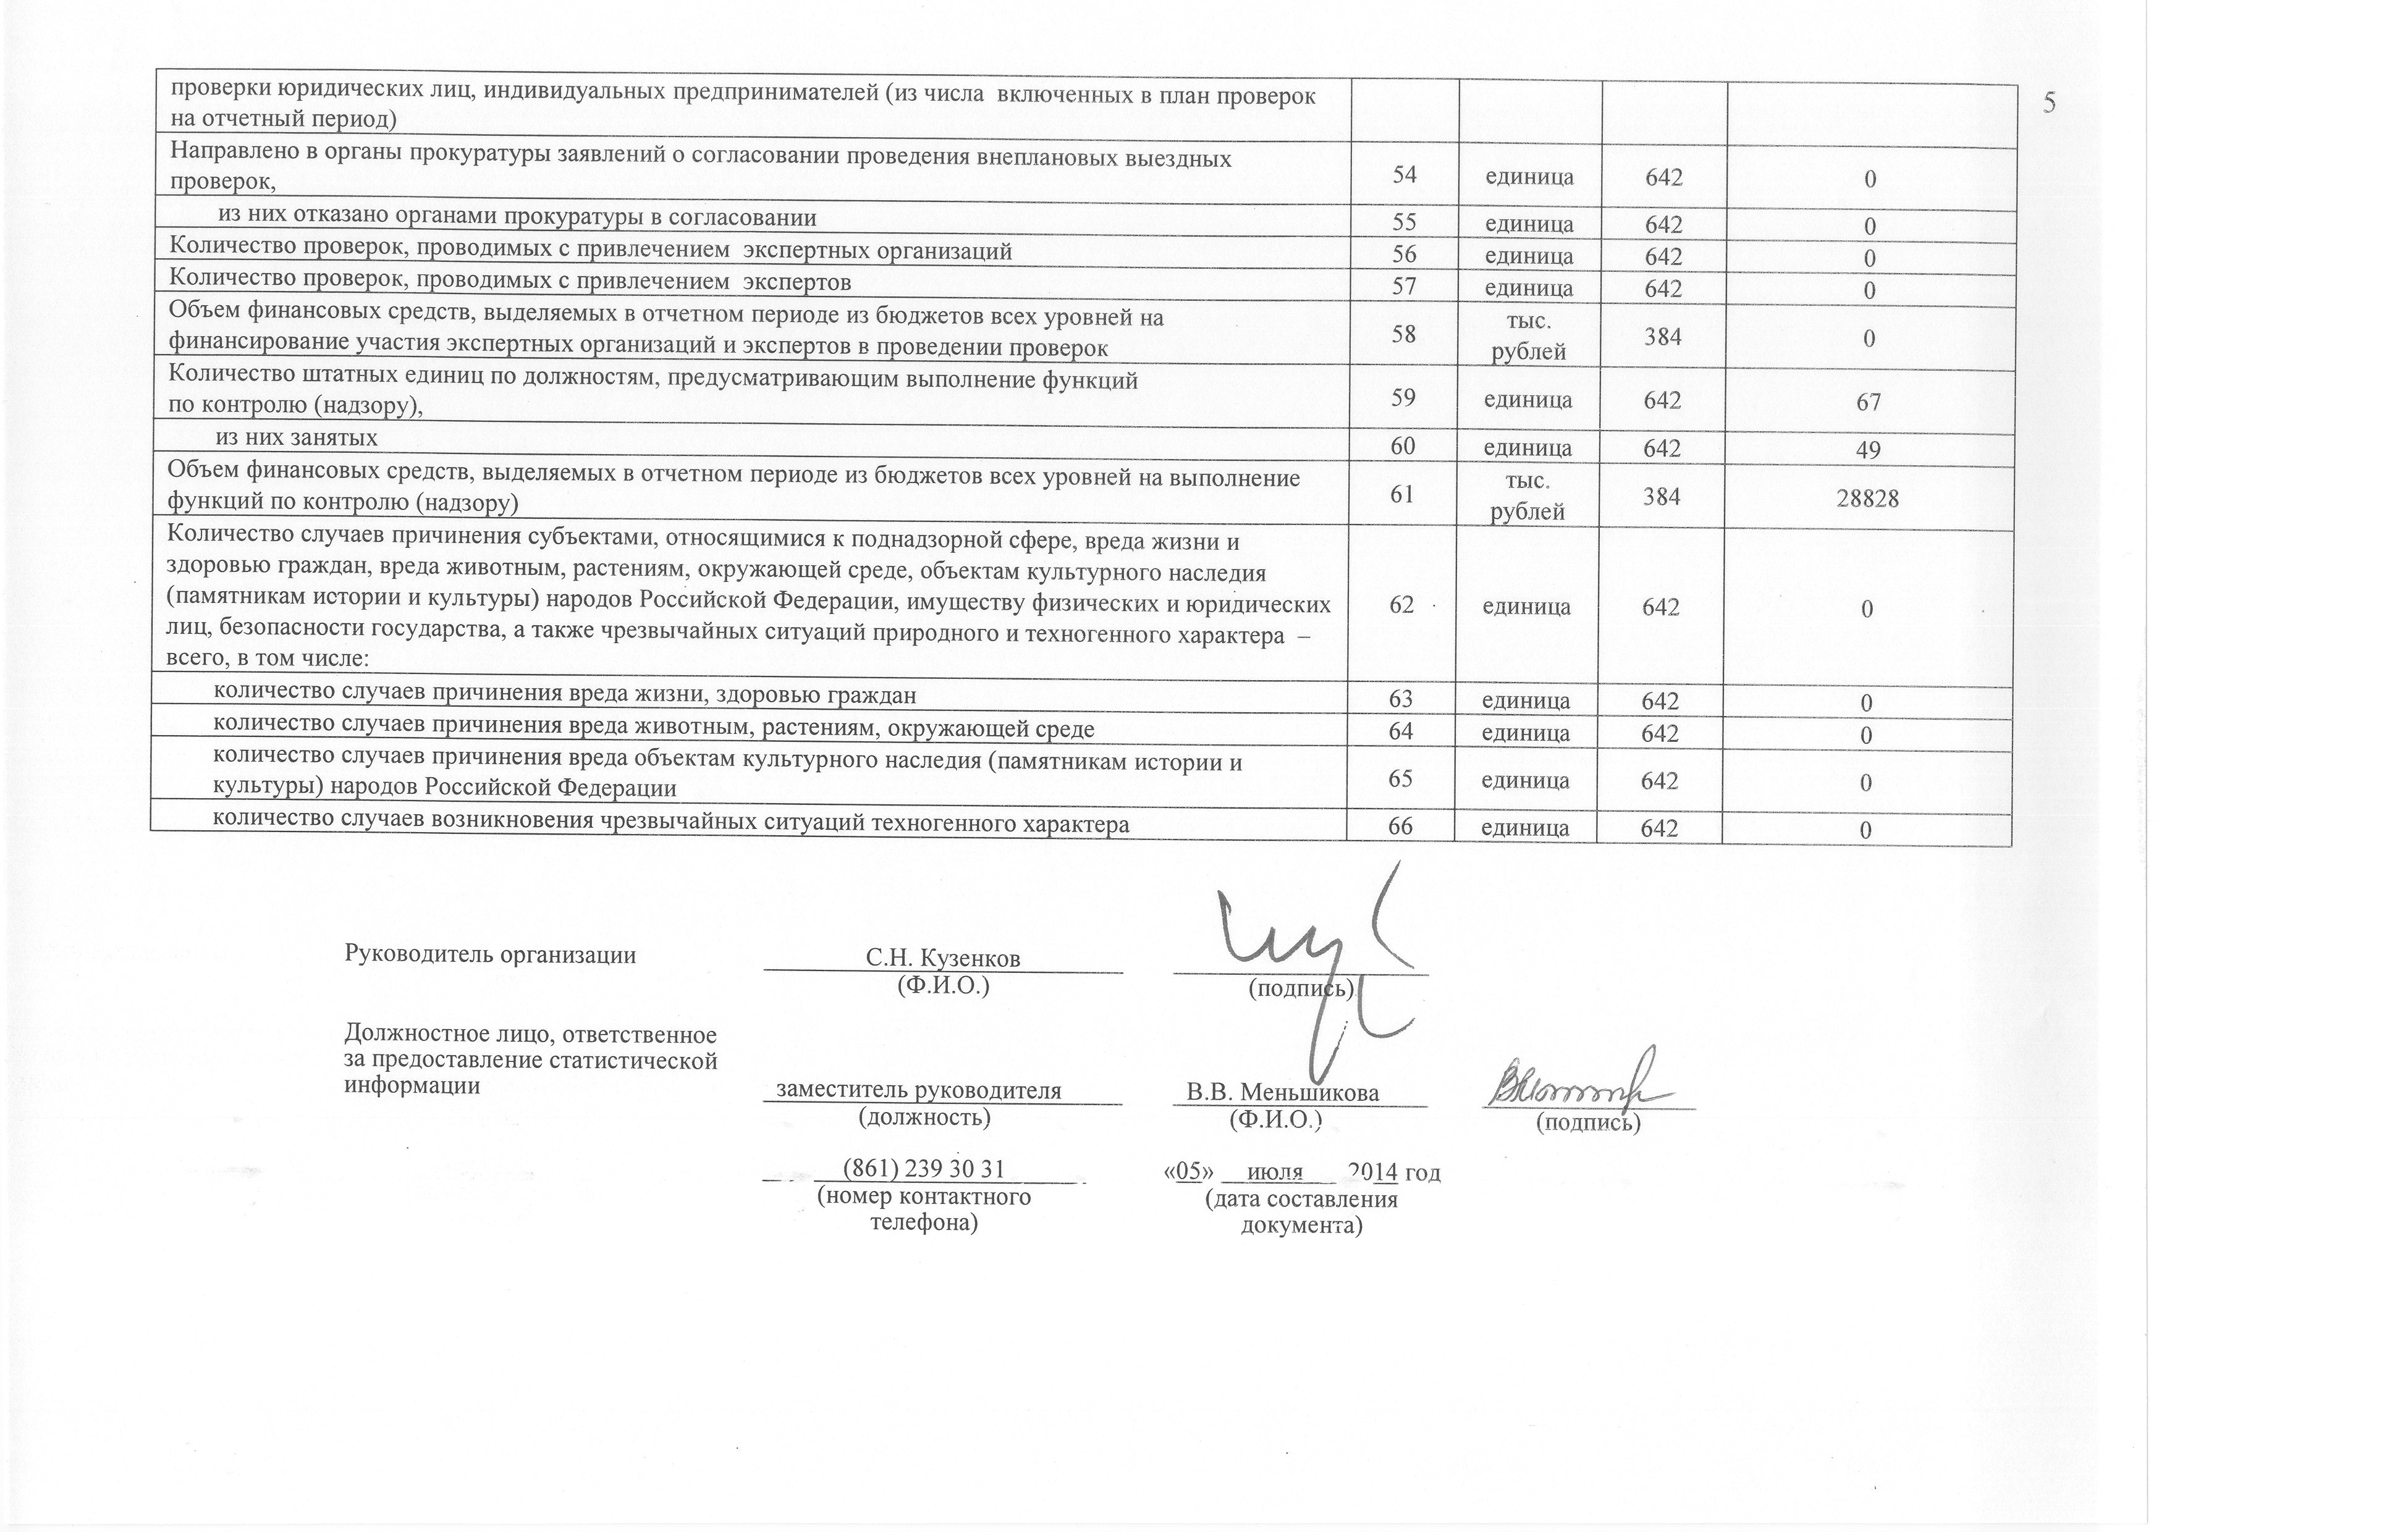 5
проверки юридических лиц, индивидуальных предпринимателей (из числа включенных в план проверок
на отчетный период)
Направлено в органы прокуратуры заявлений о согласовании проведения внеплановых выездных
проверок,
54 единица 642 0
из них отказано органами прокуратуры в согласовании 55 единица 642 0
Количество проверок, проводимых с привлечением экспертных организаций 56 единица 642 0
Количество проверок, проводимых с привлечением экспертов 57 единица 642 0
Объем финансовых средств, выделяемых в отчетном периоде из бюджетов всех уровней на
финансирование участия экспертных организаций и экспертов в проведении проверок
58 тыс. рублей 384 0
Количество штатных единиц по должностям, предусматривающим выполнение функций
по контролю (надзору),
59 единица 642 67
из них занятых 60 единица 642 49
Объем финансовых средств, выделяемых в отчетном периоде из бюджетов всех уровней на выполнение
функций по контролю (надзору)
61 тыс. рублей 384 28828
Количество случаев причинения субъектами, относящимися к поднадзорной сфере, вреда жизни и
здоровью граждан, вреда животным, растениям, окружающей среде, объектам культурного наследия
(памятникам истории и культуры) народов Российской Федерации, имуществу физических и юридических
лиц, безопасности государства, а также чрезвычайных ситуаций природного и техногенного характера –
всего, в том числе:
62 единица 642 0
количество случаев причинения вреда жизни, здоровью граждан 63 единица 642 0
количество случаев причинения вреда животным, растениям, окружающей среде 64 единица 642 0
количество случаев причинения вреда объектам культурного наследия (памятникам истории и
культуры) народов Российской Федерации
65 единица 642 0
количество случаев возникновения чрезвычайных ситуаций техногенного характера 66 единица 642 0
Руководитель организации С.Н. Кузенков
(Ф.И.О.) (подпись)
Должностное лицо, ответственное
за предоставление статистической
информации
заместитель руководителя В.В. Меньшикова
(должность) (Ф.И.О.) (подпись)
(861) 239 30 31 «05» июля 2014 год
(номер контактного (дата составления
телефона) документа)